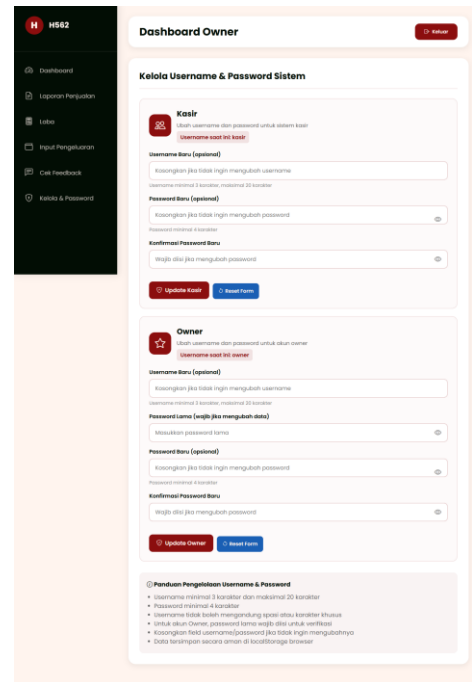 H H562
Dashboard
Laporan Penjualan
Laba
Input Pengeluaran
Cek Feedback
Kelola & Password
Dashboard Owner
Keluar
Kelola Username & Password Sistem
Kasir
Ubah username dan password untuk sistem kasir
Username saat ini: kasir
Username Baru (opsional)
Kosongkan jika tidak ingin mengubah username
Username minimal 3 karakter, maksimal 20 karakter
Password Baru (opsional)
Kosongkan jika tidak ingin mengubah password
Password minimal 4 karakter
Konfirmasi Password Baru
Wajib diisi jika mengubah password
Update Kasir
Reset Form
Owner
Ubah username dan password untuk akun owner
Username saat ini: owner
Username Baru (opsional)
Kosongkan jika tidak ingin mengubah username
Username minimal 3 karakter, maksimal 20 karakter
Password Lama (wajib jika mengubah data)
Masukkan password lama
Password Baru (opsional)
Kosongkan jika tidak ingin mengubah password
Password minimal 4 karakter
Konfirmasi Password Baru
Wajib diisi jika mengubah password
Update Owner
Reset Form
Panduan Pengelolaan Username & Password
• Username minimal 3 karakter dan maksimal 20 karakter
• Password minimal 4 karakter
• Username tidak boleh mengandung spasi atau karakter khusus
• Untuk akun Owner, password lama wajib diisi untuk verifikasi
• Kosongkan field username/password jika tidak ingin mengubahnya
• Data tersimpan secara aman di localStorage browser